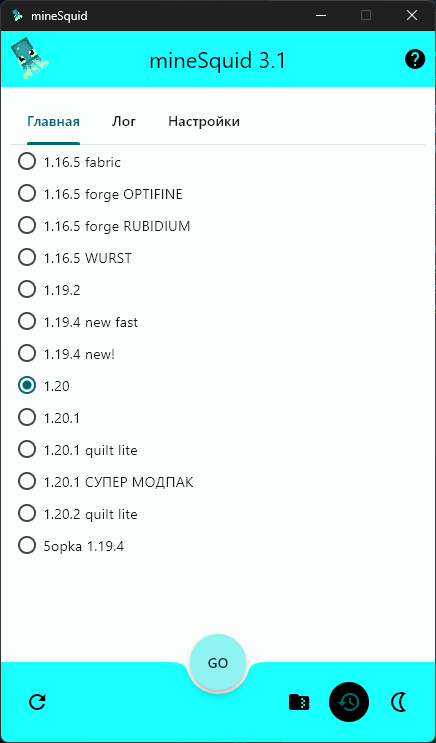 mineSquid
mineSquid 3.1
Главная
Лог
Настройки
1.16.5 fabric
1.16.5 forge OPTIFINE
1.16.5 forge RUBIDIUM
1.16.5 WURST
1.19.2
1.19.4 new fast
1.19.4 new!
1.20
1.20.1
1.20.1 quilt lite
1.20.1 СУПЕР МОДПАК
1.20.2 quilt lite
5opka 1.19.4
GO